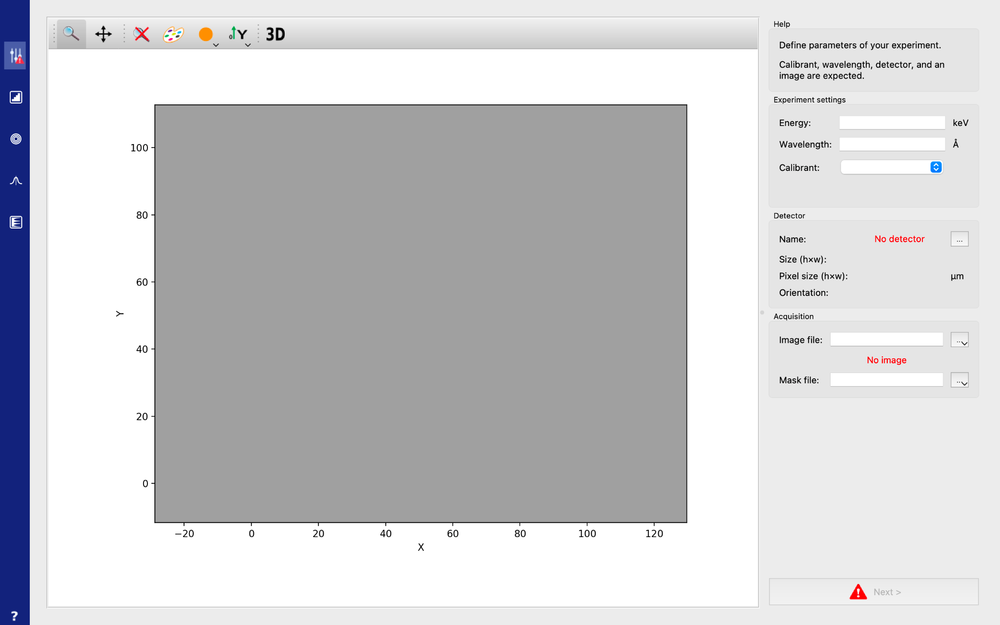 0 Y 3D
Help
Define parameters of your experiment.
Calibrant, wavelength, detector, and an
image are expected.
Experiment settings
Energy: keV
Wavelength: Å
Calibrant:
Detector
Name: No detector ...
Size (h×w):
Pixel size (h×w): µm
Orientation:
Acquisition
Image file: ..
No image
Mask file: ..
Next >
100
80
60
40
20
0
Y
−20 0 20 40 60 80 100 120
X
?